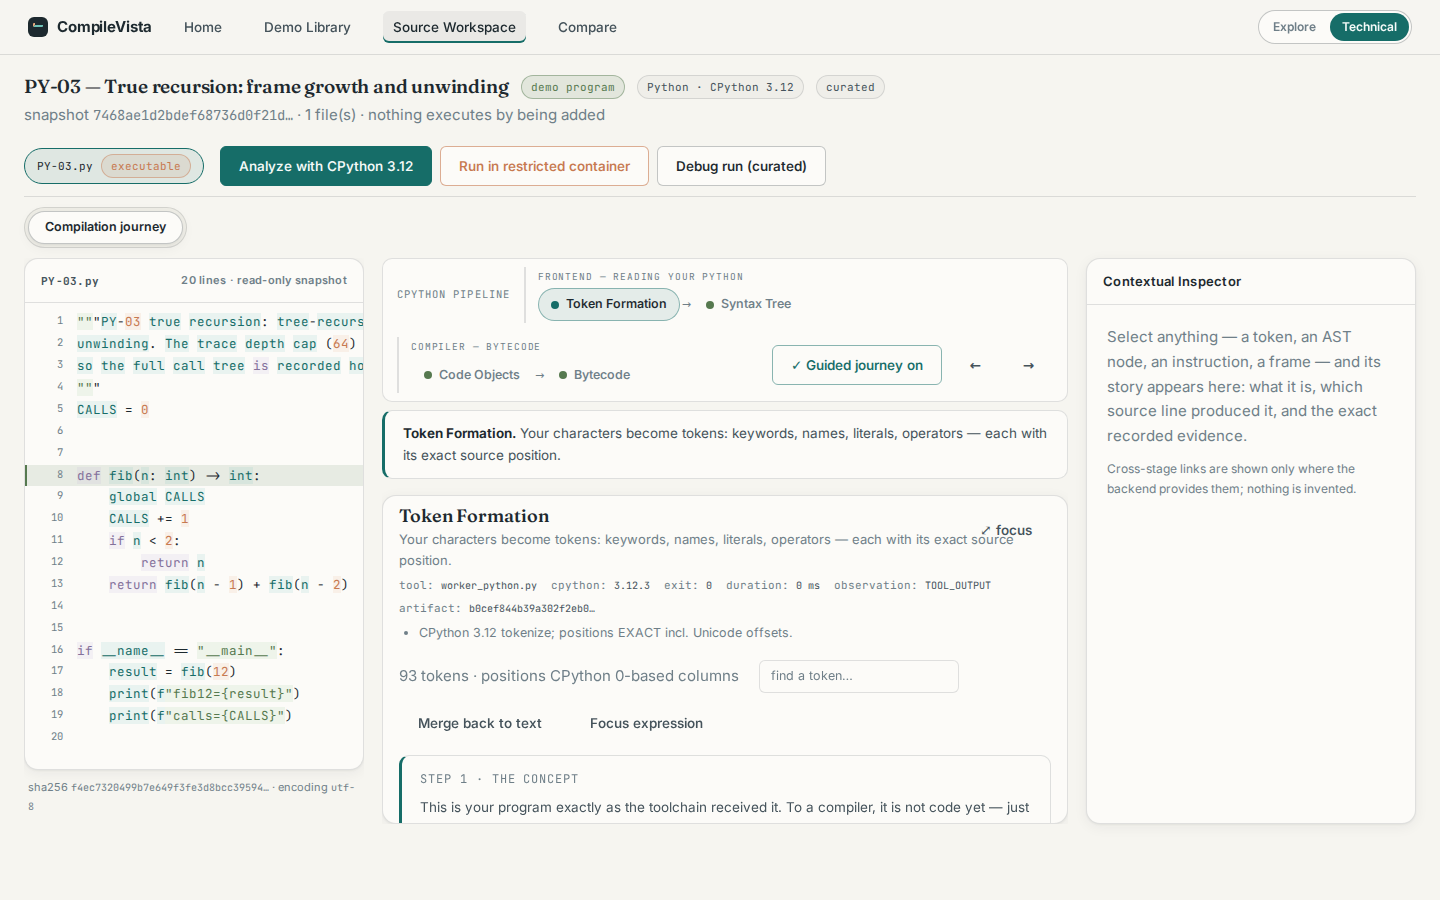 CompileVista Home Demo Library Source Workspace Compare Explore Technical
PY-03 — True recursion: frame growth and unwinding demo program Python · CPython 3.12 curated
snapshot 7468ae1d2bdef68736d0f21d… · 1 file(s) · nothing executes by being added
PY-03.py executable Analyze with CPython 3.12 Run in restricted container Debug run (curated)
Compilation journey
PY-03.py 20 lines · read-only snapshot
1 """PY-03 true recursion: tree-recurs
2 unwinding. The trace depth cap (64)
3 so the full call tree is recorded ho
4 """
5 CALLS = 0
6
7
8 def fib(n: int) -> int:
9 global CALLS
10 CALLS += 1
11 if n < 2:
12 return n
13 return fib(n - 1) + fib(n - 2)
14
15
16 if __name__ == "__main__":
17 result = fib(12)
18 print(f"fib12={result}")
19 print(f"calls={CALLS}")
20
sha256 f4ec7320499b7e649f3fe3d8bcc39594… · encoding utf-
8
CPYTHON PIPELINE
FRONTEND — READING YOUR PYTHON
Token Formation → Syntax Tree
COMPILER — BYTECODE
Code Objects → Bytecode
✓ Guided journey on ← →
Token Formation. Your characters become tokens: keywords, names, literals, operators — each with
its exact source position.
Token Formation
⤢ focus
Your characters become tokens: keywords, names, literals, operators — each with its exact source
position.
tool: worker_python.py cpython: 3.12.3 exit: 0 duration: 0 ms observation: TOOL_OUTPUT
artifact: b0cef844b39a302f2eb0…
• CPython 3.12 tokenize; positions EXACT incl. Unicode offsets.
93 tokens · positions CPython 0-based columns find a token…
Merge back to text Focus expression
STEP 1 · THE CONCEPT
This is your program exactly as the toolchain received it. To a compiler, it is not code yet — just
Contextual Inspector
Select anything — a token, an AST
node, an instruction, a frame — and its
story appears here: what it is, which
source line produced it, and the exact
recorded evidence.
Cross-stage links are shown only where the
backend provides them; nothing is invented.